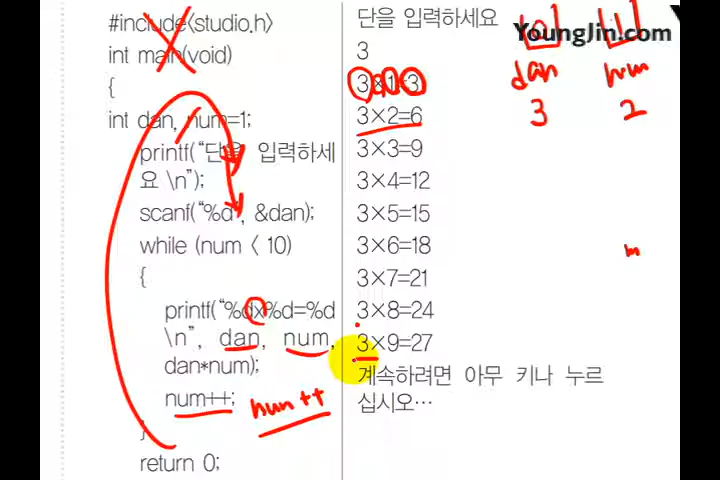 #include<studio.h>
int main(void)
{
int dan, num=1;
printf("단을 입력하세
요 \n");
scanf("%d", &dan);
while (num < 10)
{
printf("%dx%d=%d
\n", dan, num,
dan*num);
num++;
num++
}
return 0;
단을 입력하세요
3
3×1=3
3×2=6
3×3=9
3×4=12
3×5=15
3×6=18
3×7=21
3×8=24
3×9=27
계속하려면 아무 키나 누르
십시오…
YoungJin.com
dan num
3 2